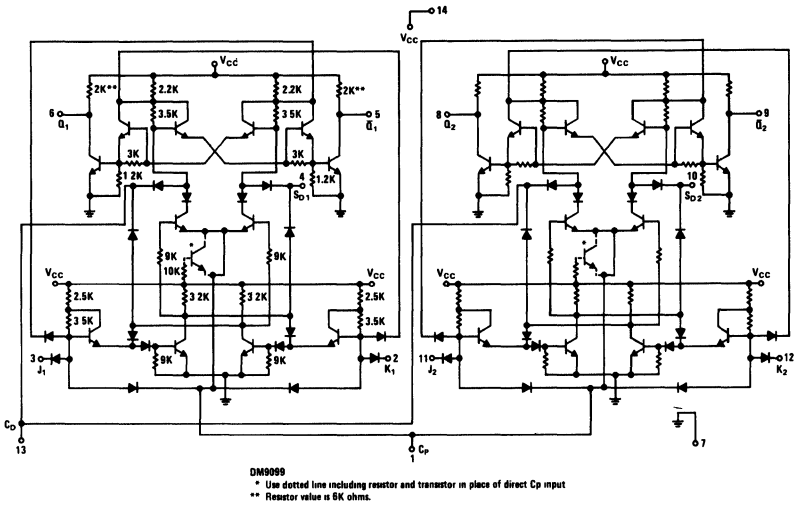 14
VCC
VCC
VCC
2K**
2.2K
2.2K
2K**
3.5K
3 5K
6
Q1
5
Q̄1
8
Q2
9
Q̄2
3K
3K
1 2K
1.2K
4
SD1
10
SD2
*
*
9K
10K
9K
VCC
VCC
VCC
VCC
2.5K
3 2K
3 2K
2.5K
3 5K
3.5K
9K
9K
3
J1
2
K1
11
J2
12
K2
CD
13
1
CP
7
DM9099
* Use dotted line including resistor and transistor in place of direct Cp input
** Resistor value is 6K ohms.